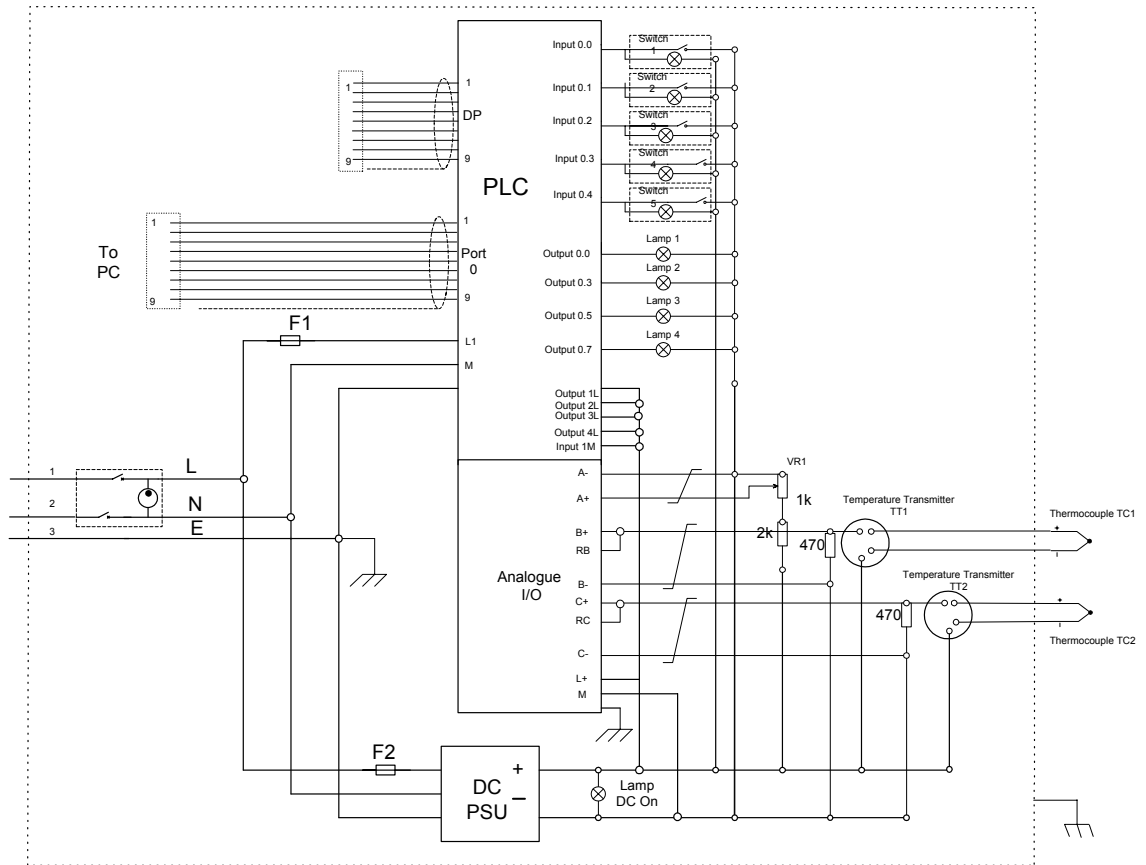 Input 0.0
Switch
1
Input 0.1
Switch
2
Input 0.2
Switch
3
Input 0.3
Switch
4
Input 0.4
Switch
5
1
9
1
DP
9
PLC
To
PC
1
9
1
Port
0
9
Output 0.0
Lamp 1
Output 0.3
Lamp 2
Output 0.5
Lamp 3
Output 0.7
Lamp 4
F1
L1
M
Output 1L
Output 2L
Output 3L
Output 4L
Input 1M
1
L
2
N
3
E
A-
A+
VR1
1k
2k
B+
RB
B-
470
Temperature Transmitter
TT1
+
-
Thermocouple TC1
Analogue
I/O
C+
RC
C-
L+
M
470
Temperature Transmitter
TT2
+
-
Thermocouple TC2
F2
DC
PSU
+
–
Lamp
DC On